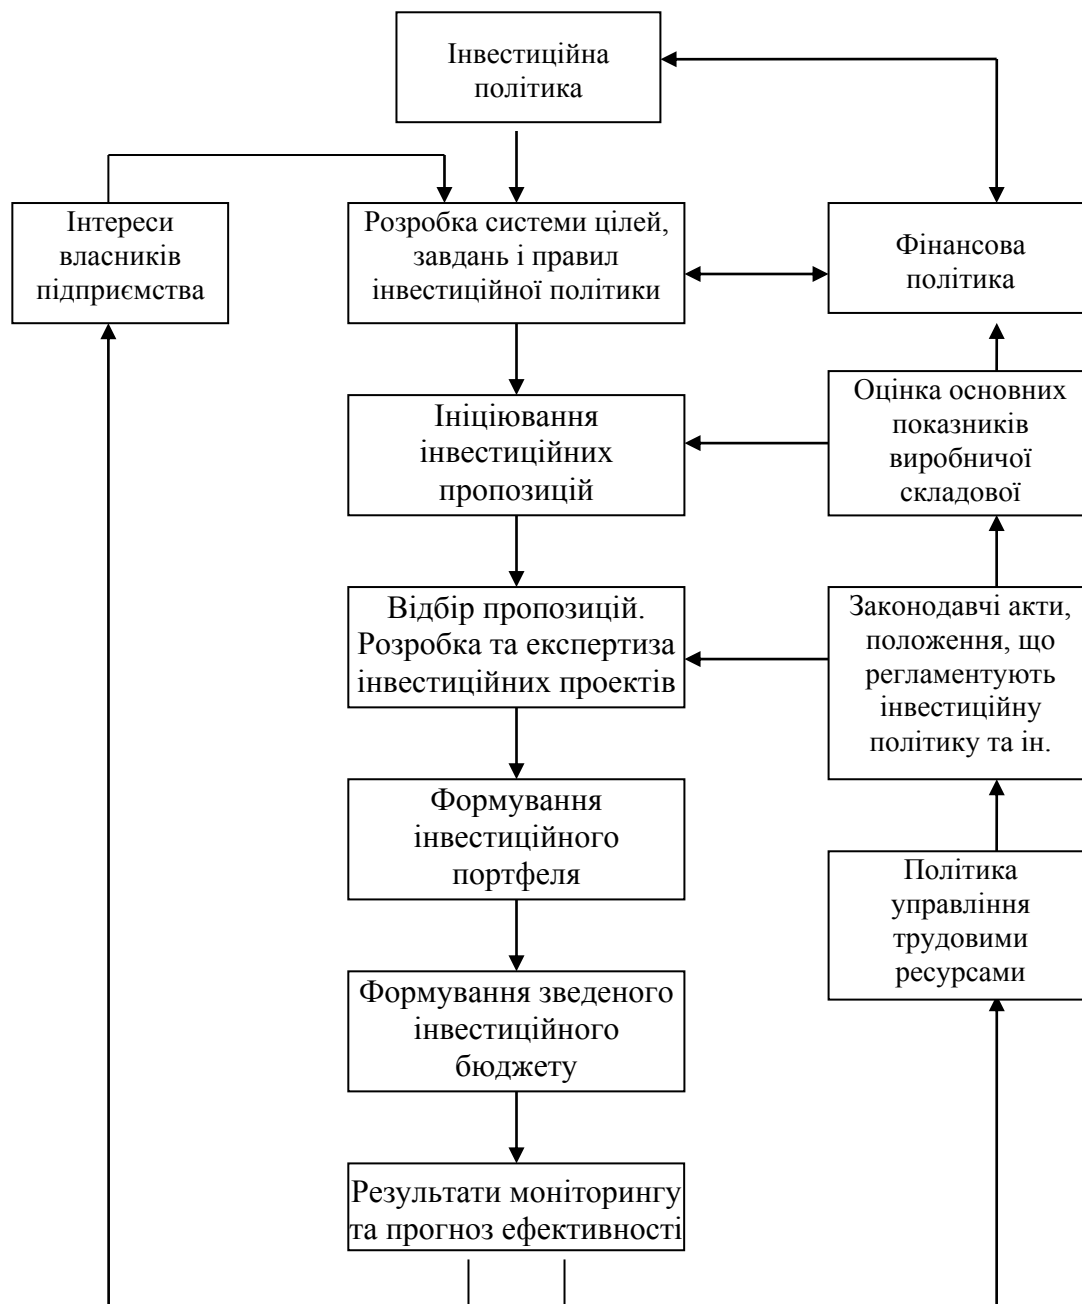 Інвестиційна
політика
Інтереси
власників
підприємства
Розробка системи цілей,
завдань і правил
інвестиційної політики
Фінансова
політика
Ініціювання
інвестиційних
пропозицій
Оцінка основних
показників
виробничої
складової
Відбір пропозицій.
Розробка та експертиза
інвестиційних проектів
Законодавчі акти,
положення, що
регламентують
інвестиційну
політику та ін.
Формування
інвестиційного
портфеля
Політика
управління
трудовими
ресурсами
Формування зведеного
інвестиційного
бюджету
Результати моніторингу
та прогноз ефективності